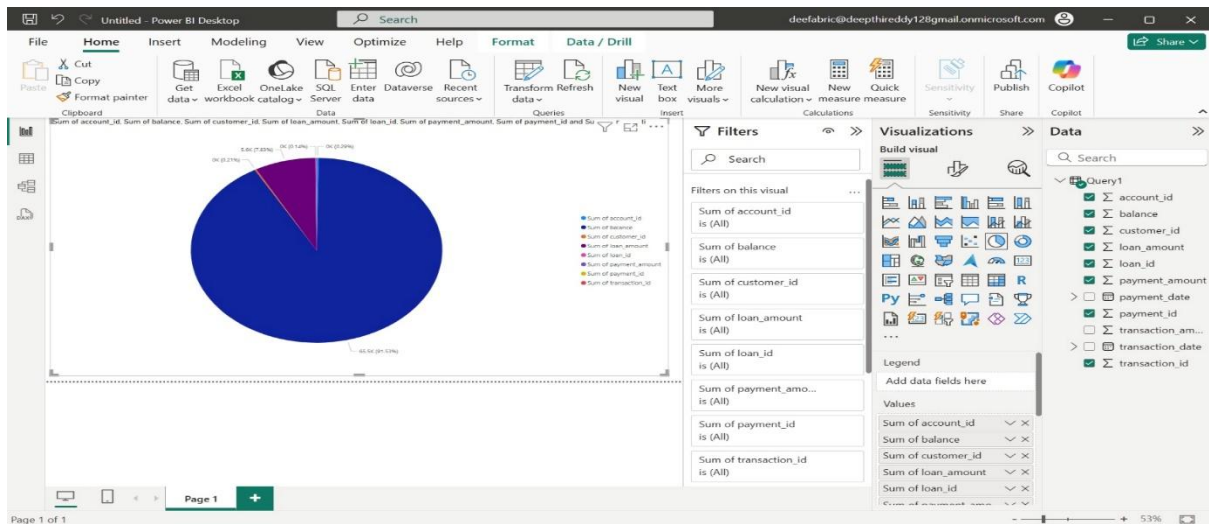 Untitled - Power BI Desktop
Search
deefabric@deepthireddy128gmail.onmicrosoft.com
File Home Insert Modeling View Optimize Help Format Data / Drill
Share
Paste
Cut
Copy
Format painter
Get data
Excel workbook
OneLake catalog
SQL Server
Enter data
Dataverse
Recent sources
Transform data
Refresh
New visual
Text box
More visuals
New visual calculation
New measure
Quick measure
Sensitivity
Publish
Copilot
Clipboard
Data
Queries
Insert
Calculations
Sensitivity
Share
Copilot
Sum of account_id, Sum of balance, Sum of customer_id, Sum of loan_amount, Sum of loan_id, Sum of payment_amount, Sum of payment_id and Su
0K (0.14%)
Sum of account_id
Sum of balance
Sum of customer_id
Sum of loan_amount
Sum of loan_id
Sum of payment_amount
Sum of payment_id
Sum of transaction_id
Filters
Search
Filters on this visual
Sum of account_id
is (All)
Sum of balance
is (All)
Sum of customer_id
is (All)
Sum of loan_amount
is (All)
Sum of loan_id
is (All)
Sum of payment_amo...
is (All)
Sum of payment_id
is (All)
Sum of transaction_id
is (All)
Visualizations
Build visual
123
R
Py
...
Legend
Add data fields here
Values
Sum of account_id
Sum of balance
Sum of customer_id
Sum of loan_amount
Sum of loan_id
Data
Search
Query1
account_id
balance
customer_id
loan_amount
loan_id
payment_amount
payment_date
payment_id
transaction_am...
transaction_date
transaction_id
Page 1
Page 1 of 1
53%